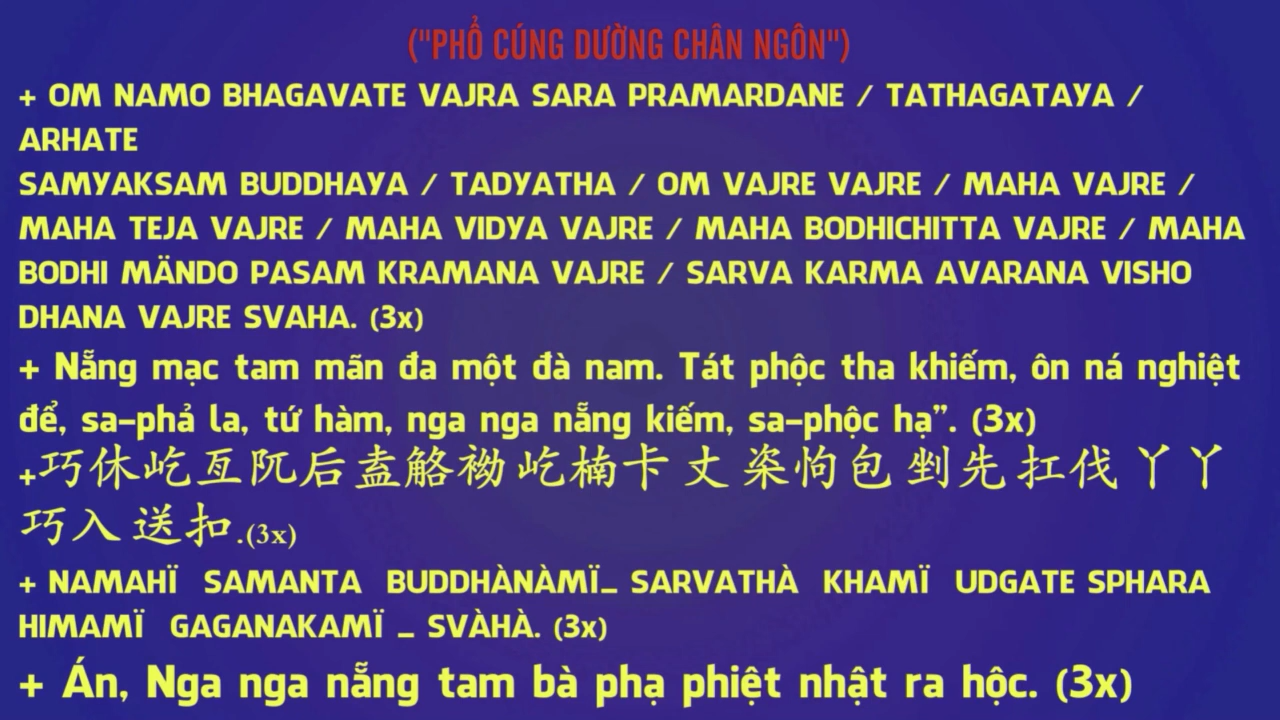 ("PHỔ CÚNG DƯỜNG CHÂN NGÔN")
+ OM NAMO BHAGAVATE VAJRA SARA PRAMARDANE / TATHAGATAYA /
ARHATE
SAMYAKSAM BUDDHAYA / TADYATHA / OM VAJRE VAJRE / MAHA VAJRE /
MAHA TEJA VAJRE / MAHA VIDYA VAJRE / MAHA BODHICHITTA VAJRE / MAHA
BODHI MÄNDO PASAM KRAMANA VAJRE / SARVA KARMA AVARANA VISHO
DHANA VAJRE SVAHA. (3x)
+ Nẵng mạc tam mãn đa một đà nam. Tát phộc tha khiếm, ôn ná nghiệt
để, sa-phả la, tứ hàm, nga nga nẵng kiếm, sa-phộc hạ”. (3x)
+巧休屹亙阢后盍觡袎 屹楠卡 丈 桼怐包 剉先 扛伐 丫丫
巧入 送扣.(3x)
+ NAMAHÏ SAMANTA BUDDHÀNÀMÏ_ SARVATHÀ KHAMÏ UDGATE SPHARA
HIMAMÏ GAGANAKAMÏ _ SVÀHÀ. (3x)
+ Án, Nga nga nẵng tam bà phạ phiệt nhật ra hộc. (3x)